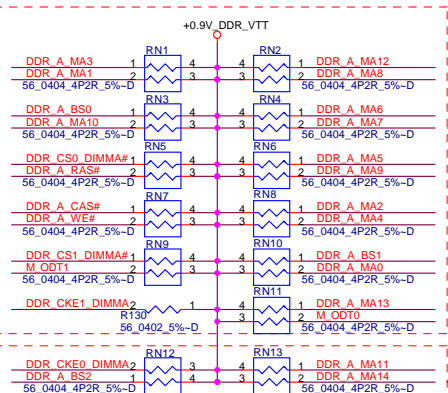 +0.9V_DDR_VTT
RN1 RN2
DDR_A_MA3 1 4 4 1 DDR_A_MA12
DDR_A_MA1 2 3 3 2 DDR_A_MA8
56_0404_4P2R_5%~D 56_0404_4P2R_5%~D
RN3 RN4
DDR_A_BS0 1 4 4 1 DDR_A_MA6
DDR_A_MA10 2 3 3 2 DDR_A_MA7
56_0404_4P2R_5%~D 56_0404_4P2R_5%~D
RN5 RN6
DDR_CS0_DIMMA# 1 4 4 1 DDR_A_MA5
DDR_A_RAS# 2 3 3 2 DDR_A_MA9
56_0404_4P2R_5%~D 56_0404_4P2R_5%~D
RN7 RN8
DDR_A_CAS# 1 4 4 1 DDR_A_MA2
DDR_A_WE# 2 3 3 2 DDR_A_MA4
56_0404_4P2R_5%~D 56_0404_4P2R_5%~D
RN9 RN10
DDR_CS1_DIMMA# 1 4 4 1 DDR_A_BS1
M_ODT1 2 3 3 2 DDR_A_MA0
56_0404_4P2R_5%~D 56_0404_4P2R_5%~D
RN11
DDR_CKE1_DIMMA 2 1 4 1 DDR_A_MA13
R130 3 2 M_ODT0
56_0402_5%~D 56_0404_4P2R_5%~D
RN12 RN13
DDR_CKE0_DIMMA 2 3 4 1 DDR_A_MA11
DDR_A_BS2 1 4 3 2 DDR_A_MA14
56_0404_4P2R_5%~D 56_0404_4P2R_5%~D